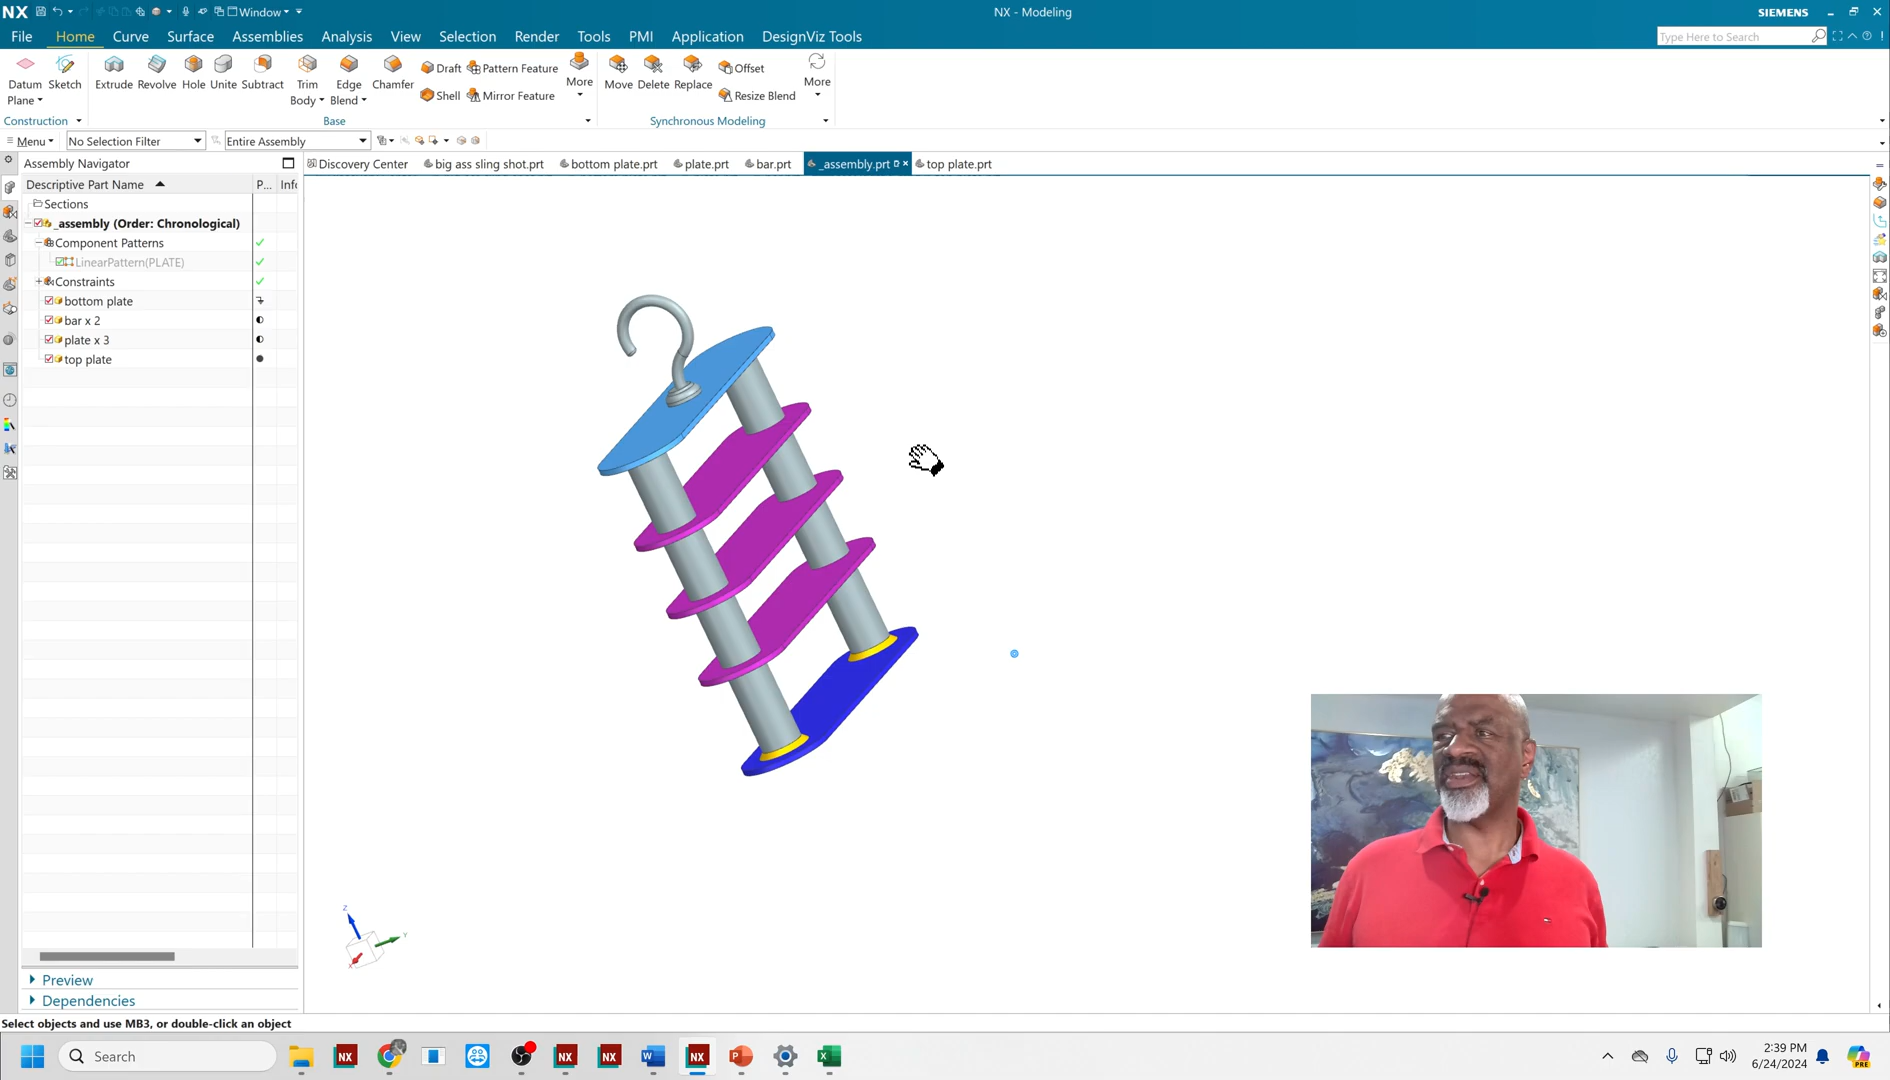 NX
Window
NX - Modeling
SIEMENS
File
Home
Curve
Surface
Assemblies
Analysis
View
Selection
Render
Tools
PMI
Application
DesignViz Tools
Type Here to Search
Datum Plane
Sketch
Extrude
Revolve
Hole
Unite
Subtract
Trim Body
Edge Blend
Chamfer
Draft
Pattern Feature
Shell
Mirror Feature
More
Move
Delete
Replace
Offset
Resize Blend
More
Construction
Base
Synchronous Modeling
Menu
No Selection Filter
Entire Assembly
Assembly Navigator
Discovery Center
big ass sling shot.prt
bottom plate.prt
plate.prt
bar.prt
_assembly.prt
top plate.prt
Descriptive Part Name
P...
Info
Sections
_assembly (Order: Chronological)
Component Patterns
LinearPattern(PLATE)
Constraints
bottom plate
bar x 2
plate x 3
top plate
Z
Y
X
Preview
Dependencies
Select objects and use MB3, or double-click an object
Search
NX
NX
NX
NX
2:39 PM
6/24/2024
PRE